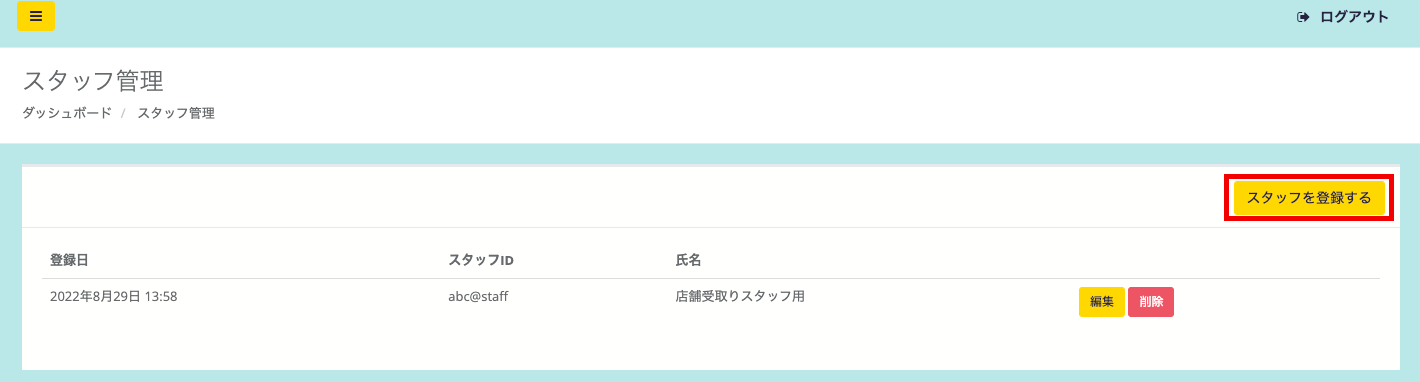 ログアウト
スタッフ管理
ダッシュボード / スタッフ管理
スタッフを登録する
登録日 スタッフID 氏名
2022年8月29日 13:58 abc@staff 店舗受取りスタッフ用 編集 削除